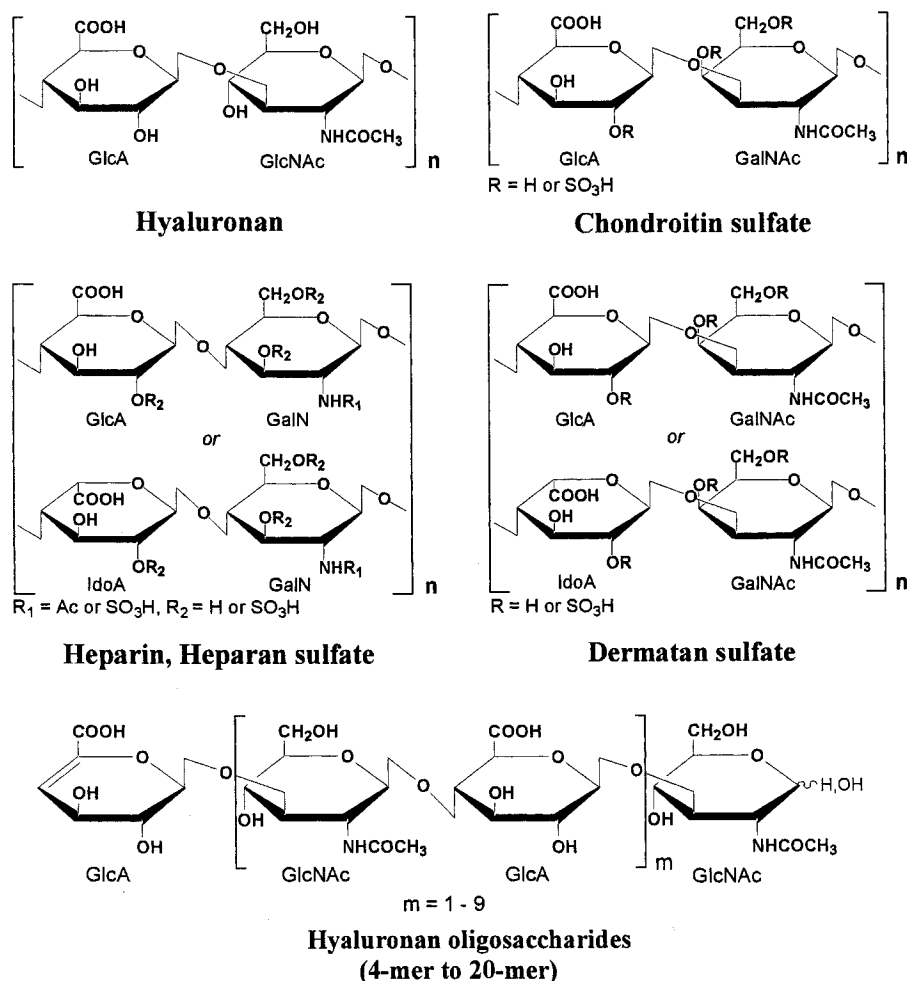 COOH O O CH2OH O O
OH OH OH NHCOCH3
GlcA GlcNAc n
Hyaluronan
COOH O O CH2OR O O
OH OR OR NHCOCH3
GlcA GalNAc n
R = H or SO3H
Chondroitin sulfate
COOH O O CH2OR2 O O
OH OR2 OR2 NHR1
GlcA GalN
or
COOH O O CH2OR2 O O
OH OR2 OR2 NHR1
IdoA GalN n
R1 = Ac or SO3H, R2 = H or SO3H
Heparin, Heparan sulfate
COOH O O CH2OR O O
OH OR OR NHCOCH3
GlcA GalNAc
or
COOH O O CH2OR O O
OH OR OR NHCOCH3
IdoA GalNAc n
R = H or SO3H
Dermatan sulfate
COOH O O CH2OH O O COOH O O CH2OH O H,OH
OH OH OH NHCOCH3 OH OH OH NHCOCH3
GlcA GlcNAc GlcA m GlcNAc
m = 1 - 9
Hyaluronan oligosaccharides
(4-mer to 20-mer)